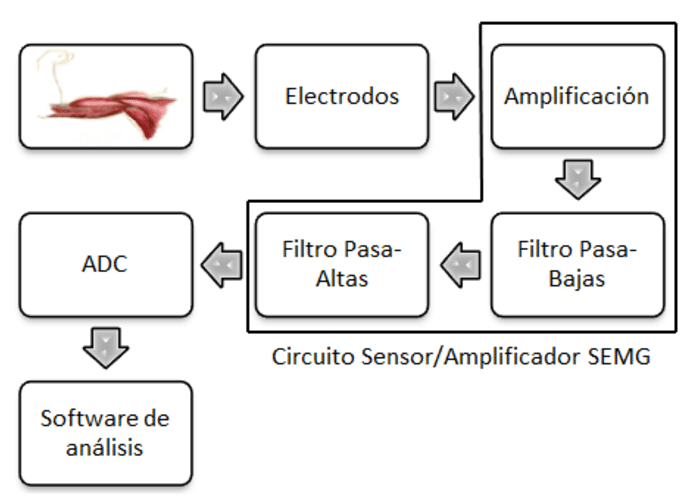 Electrodos
Amplificación
ADC
Filtro Pasa-
Altas
Filtro Pasa-
Bajas
Circuito Sensor/Amplificador SEMG
Software de
análisis